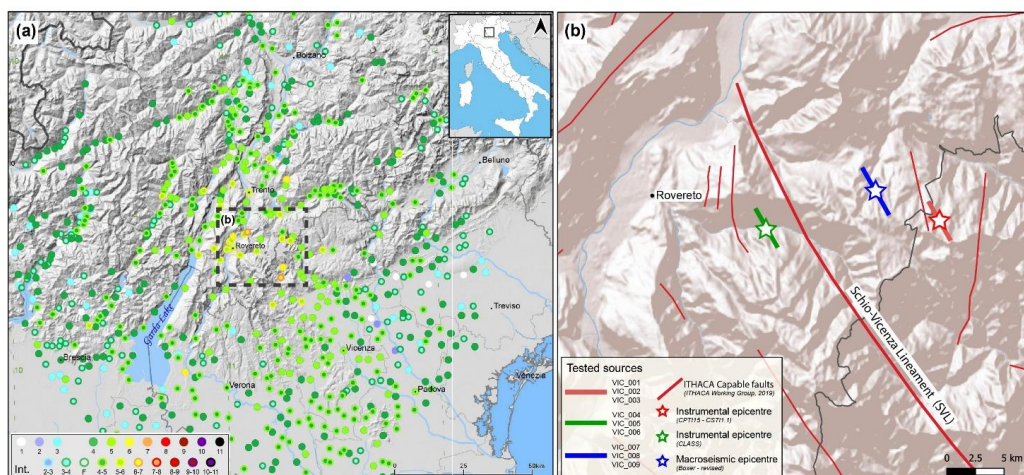 (a)
Bolzano
Belluno
Trento
(b)
Rovereto
Garda Lake
Treviso
Brescia
Vicenza
Verona
Padova
Venezia
1 2 3 4 5 6 7 8 9 10 11
Int. 2-3 3-4 F 4-5 5-6 6-7 7-8 8-9 9-10 10-11
0 25 50km
(b)
Rovereto
Schio-Vicenza Lineament (SVL)
Tested sources
VIC_001
VIC_002
VIC_003
VIC_004
VIC_005
VIC_006
VIC_007
VIC_008
VIC_009
ITHACA Capable faults
(ITHACA Working Group, 2019)
Instrumental epicentre
(CPTI15 - CSTI1.1)
Instrumental epicentre
(CLASS)
Macroseismic epicentre
(Boxer - revised)
0 2.5 5 km